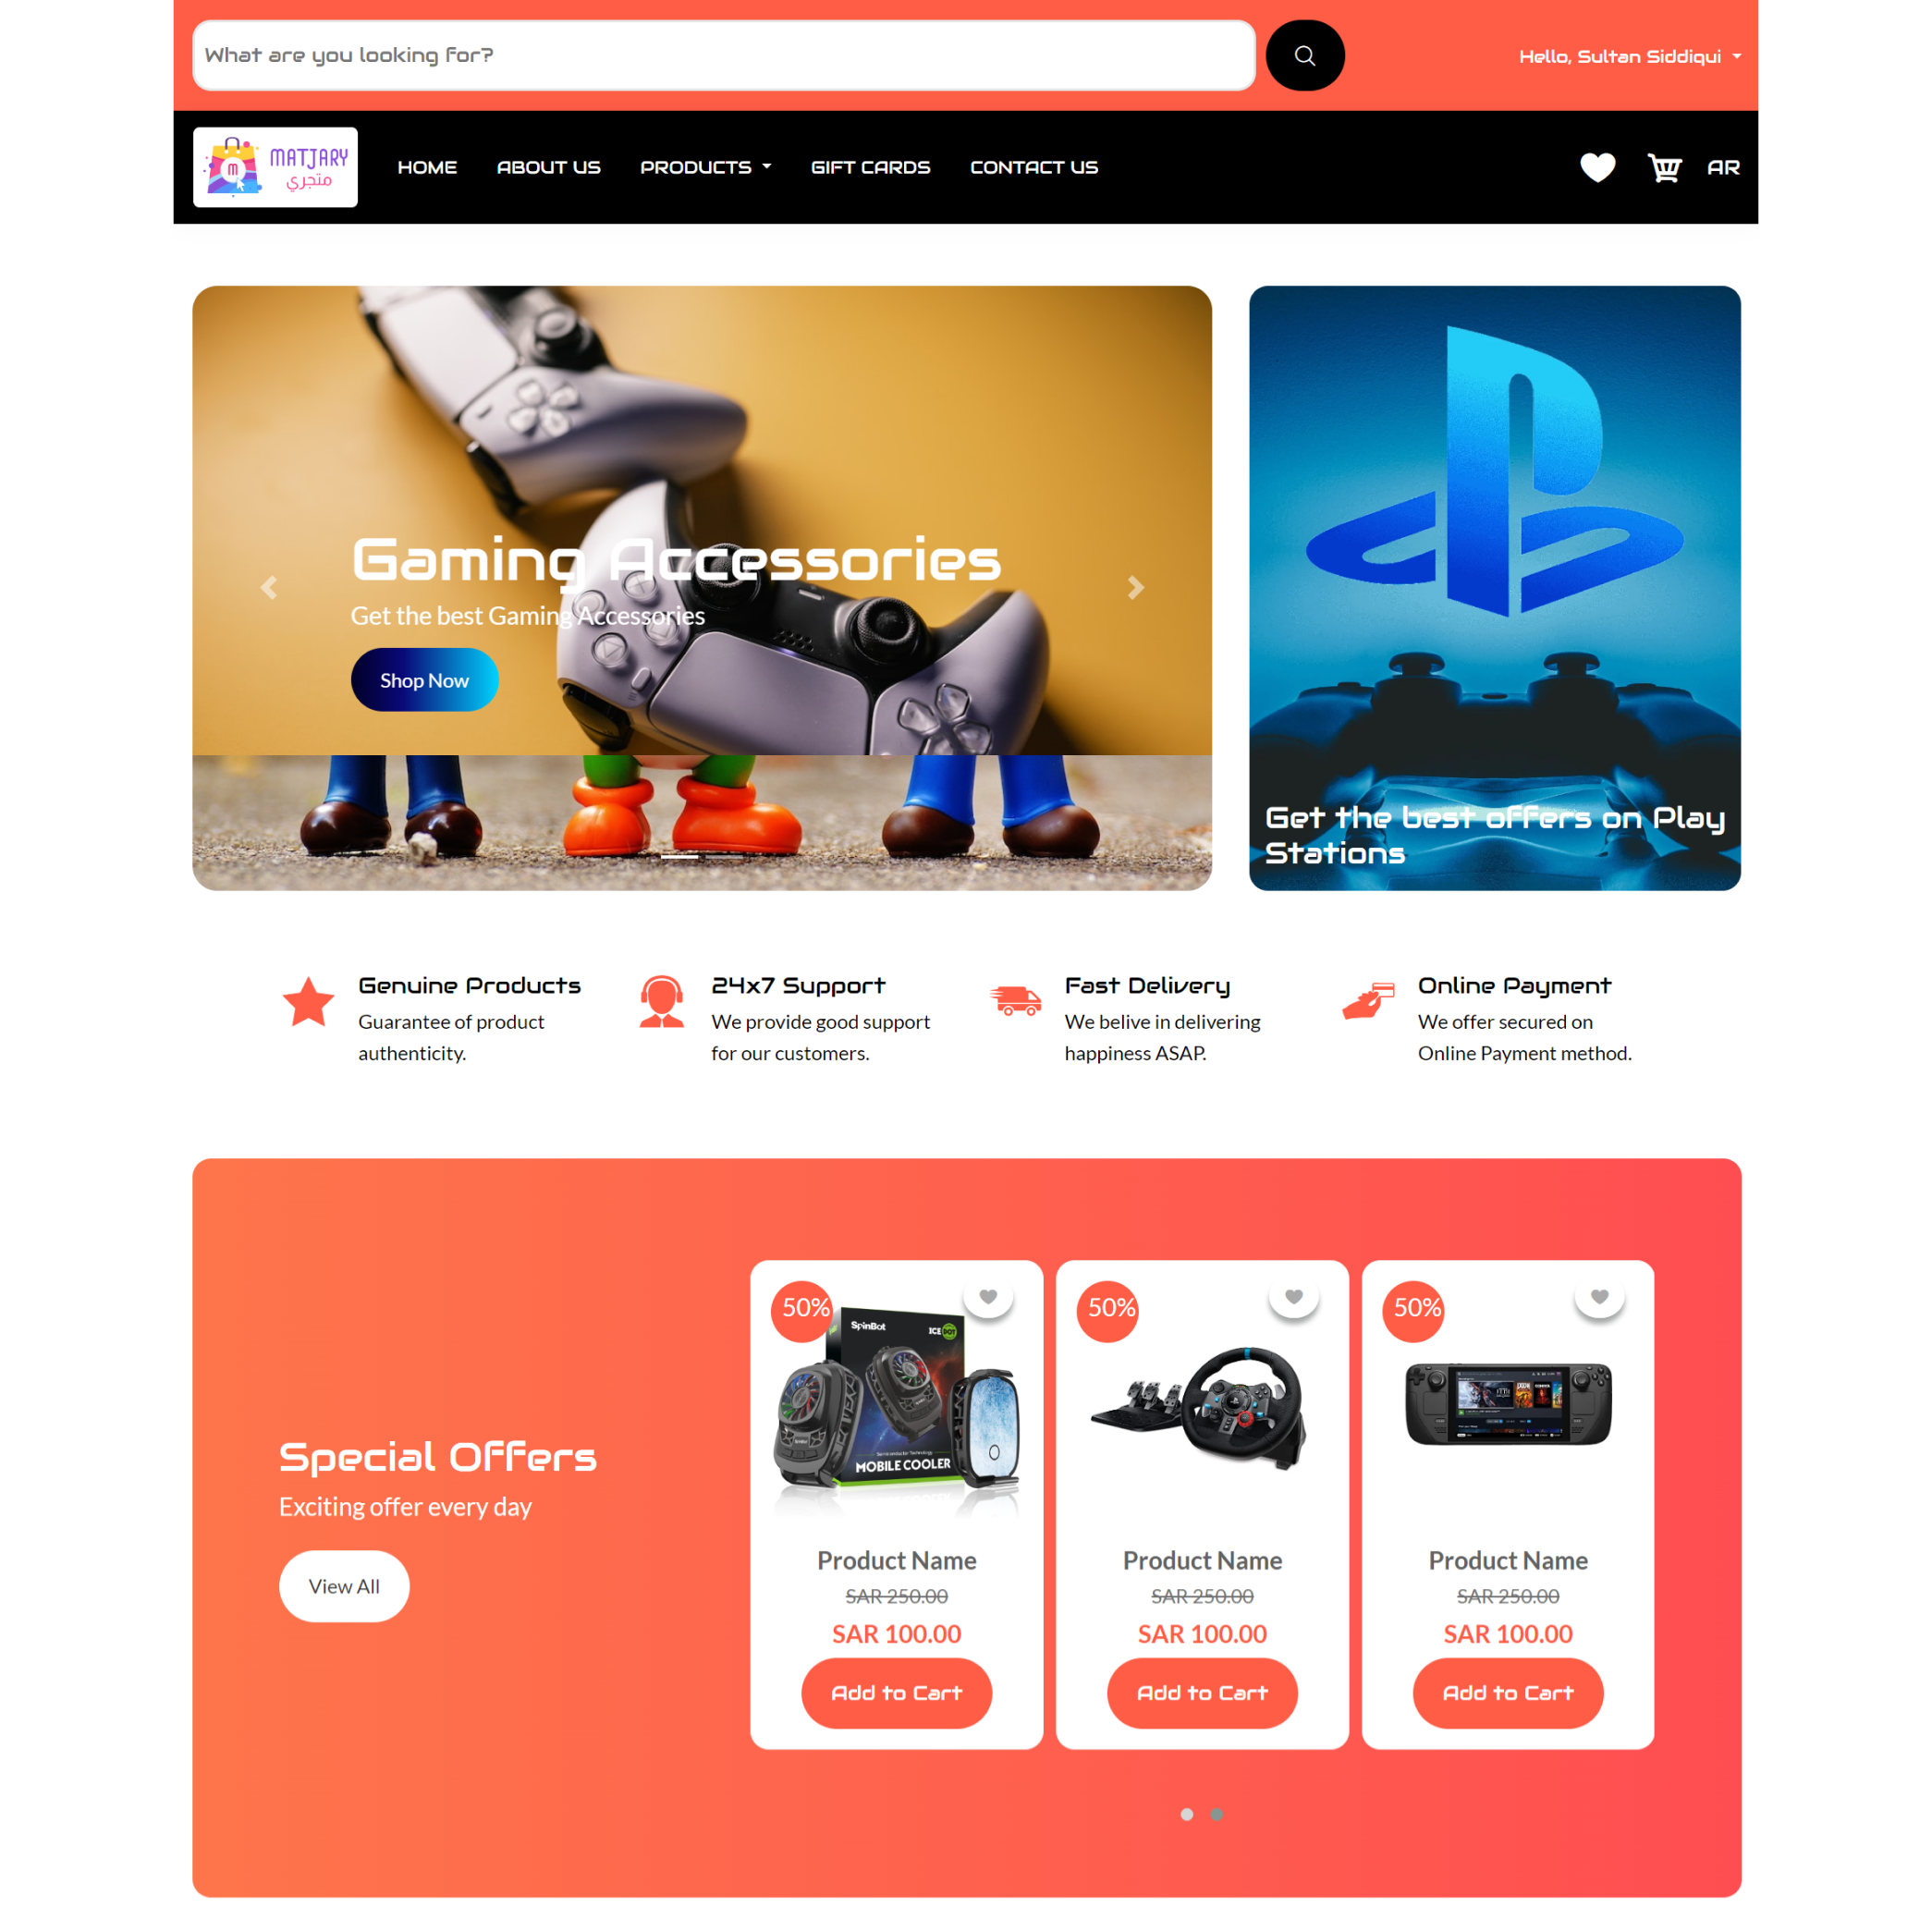 What are you looking for?
Hello, Sultan Siddiqui
MATJARY
متجري
M
HOME
ABOUT US
PRODUCTS
GIFT CARDS
CONTACT US
AR
Gaming Accessories
Get the best Gaming Accessories
Shop Now
Get the best offers on Play
Stations
Genuine Products
Guarantee of product
authenticity.
24x7 Support
We provide good support
for our customers.
Fast Delivery
We belive in delivering
happiness ASAP.
Online Payment
We offer secured on
Online Payment method.
Special Offers
Exciting offer every day
View All
50%
SpinBot
ICE DOT
Semiconductor Technology
MOBILE COOLER
Product Name
SAR 250.00
SAR 100.00
Add to Cart
50%
Product Name
SAR 250.00
SAR 100.00
Add to Cart
50%
Product Name
SAR 250.00
SAR 100.00
Add to Cart